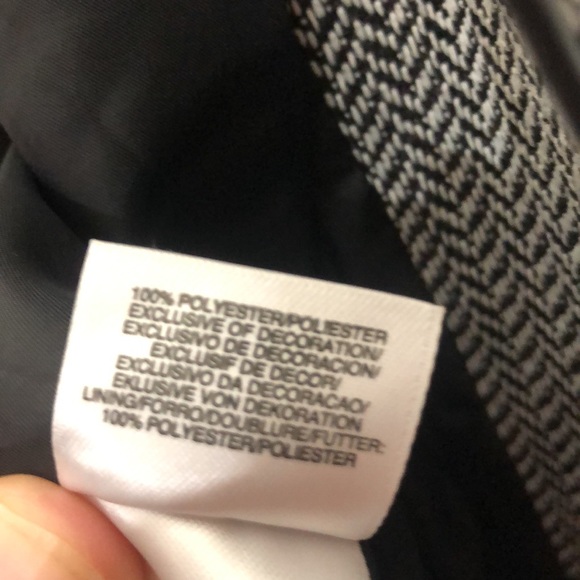 100% POLYESTER/POLIESTER
EXCLUSIVE OF DECORATION/
EXCLUSIVO DE DECORACION/
EXCLUSIF DE DECOR/
EXCLUSIVO DA DECORACAO/
EKLUSIVE VON DEKORATION
LINING/FORRO/DOUBLURE/FUTTER:
100% POLYESTER/POLIESTER